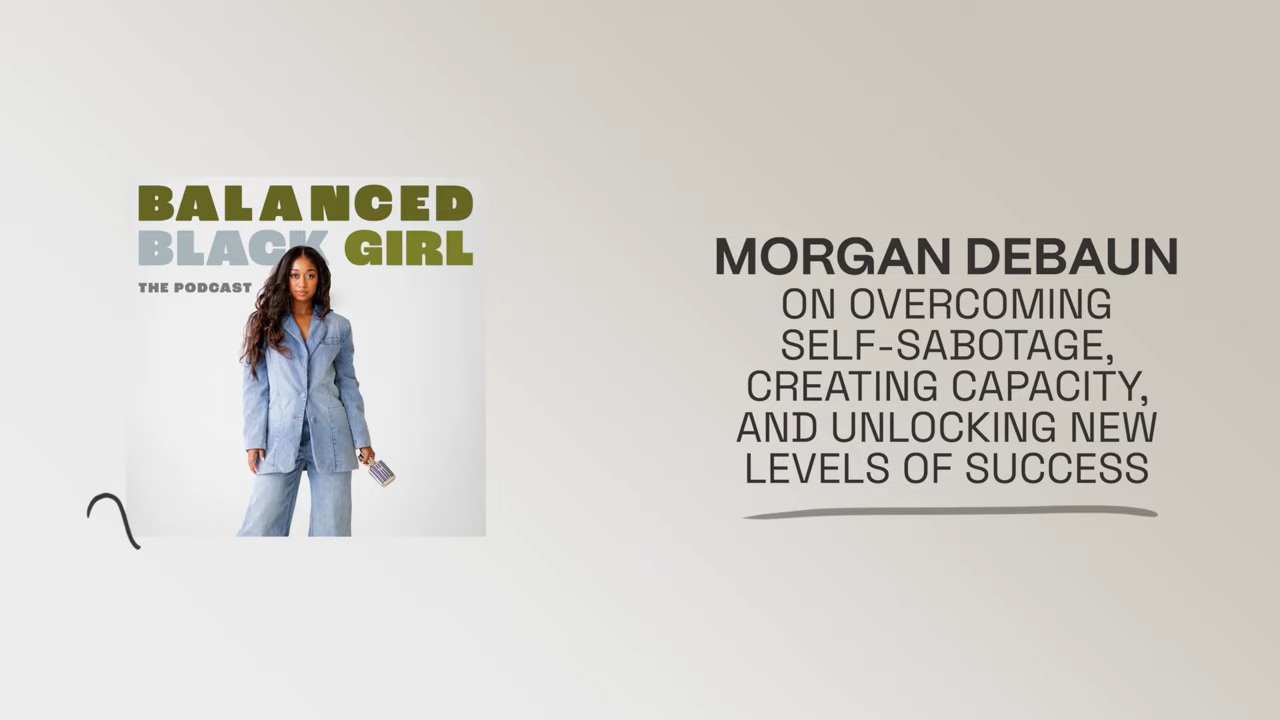 BALANCED
BLACK GIRL
THE PODCAST
MORGAN DEBAUN
ON OVERCOMING
SELF-SABOTAGE,
CREATING CAPACITY,
AND UNLOCKING NEW
LEVELS OF SUCCESS